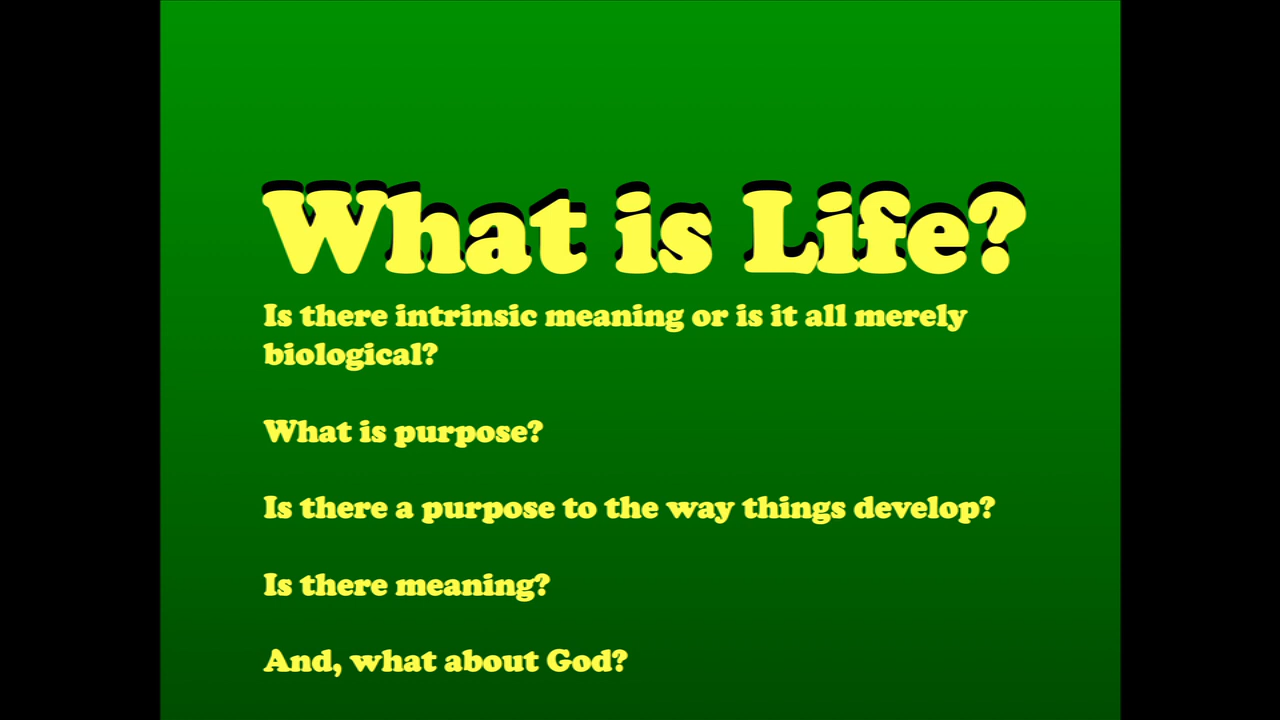 What is Life?
Is there intrinsic meaning or is it all merely
biological?
What is purpose?
Is there a purpose to the way things develop?
Is there meaning?
And, what about God?